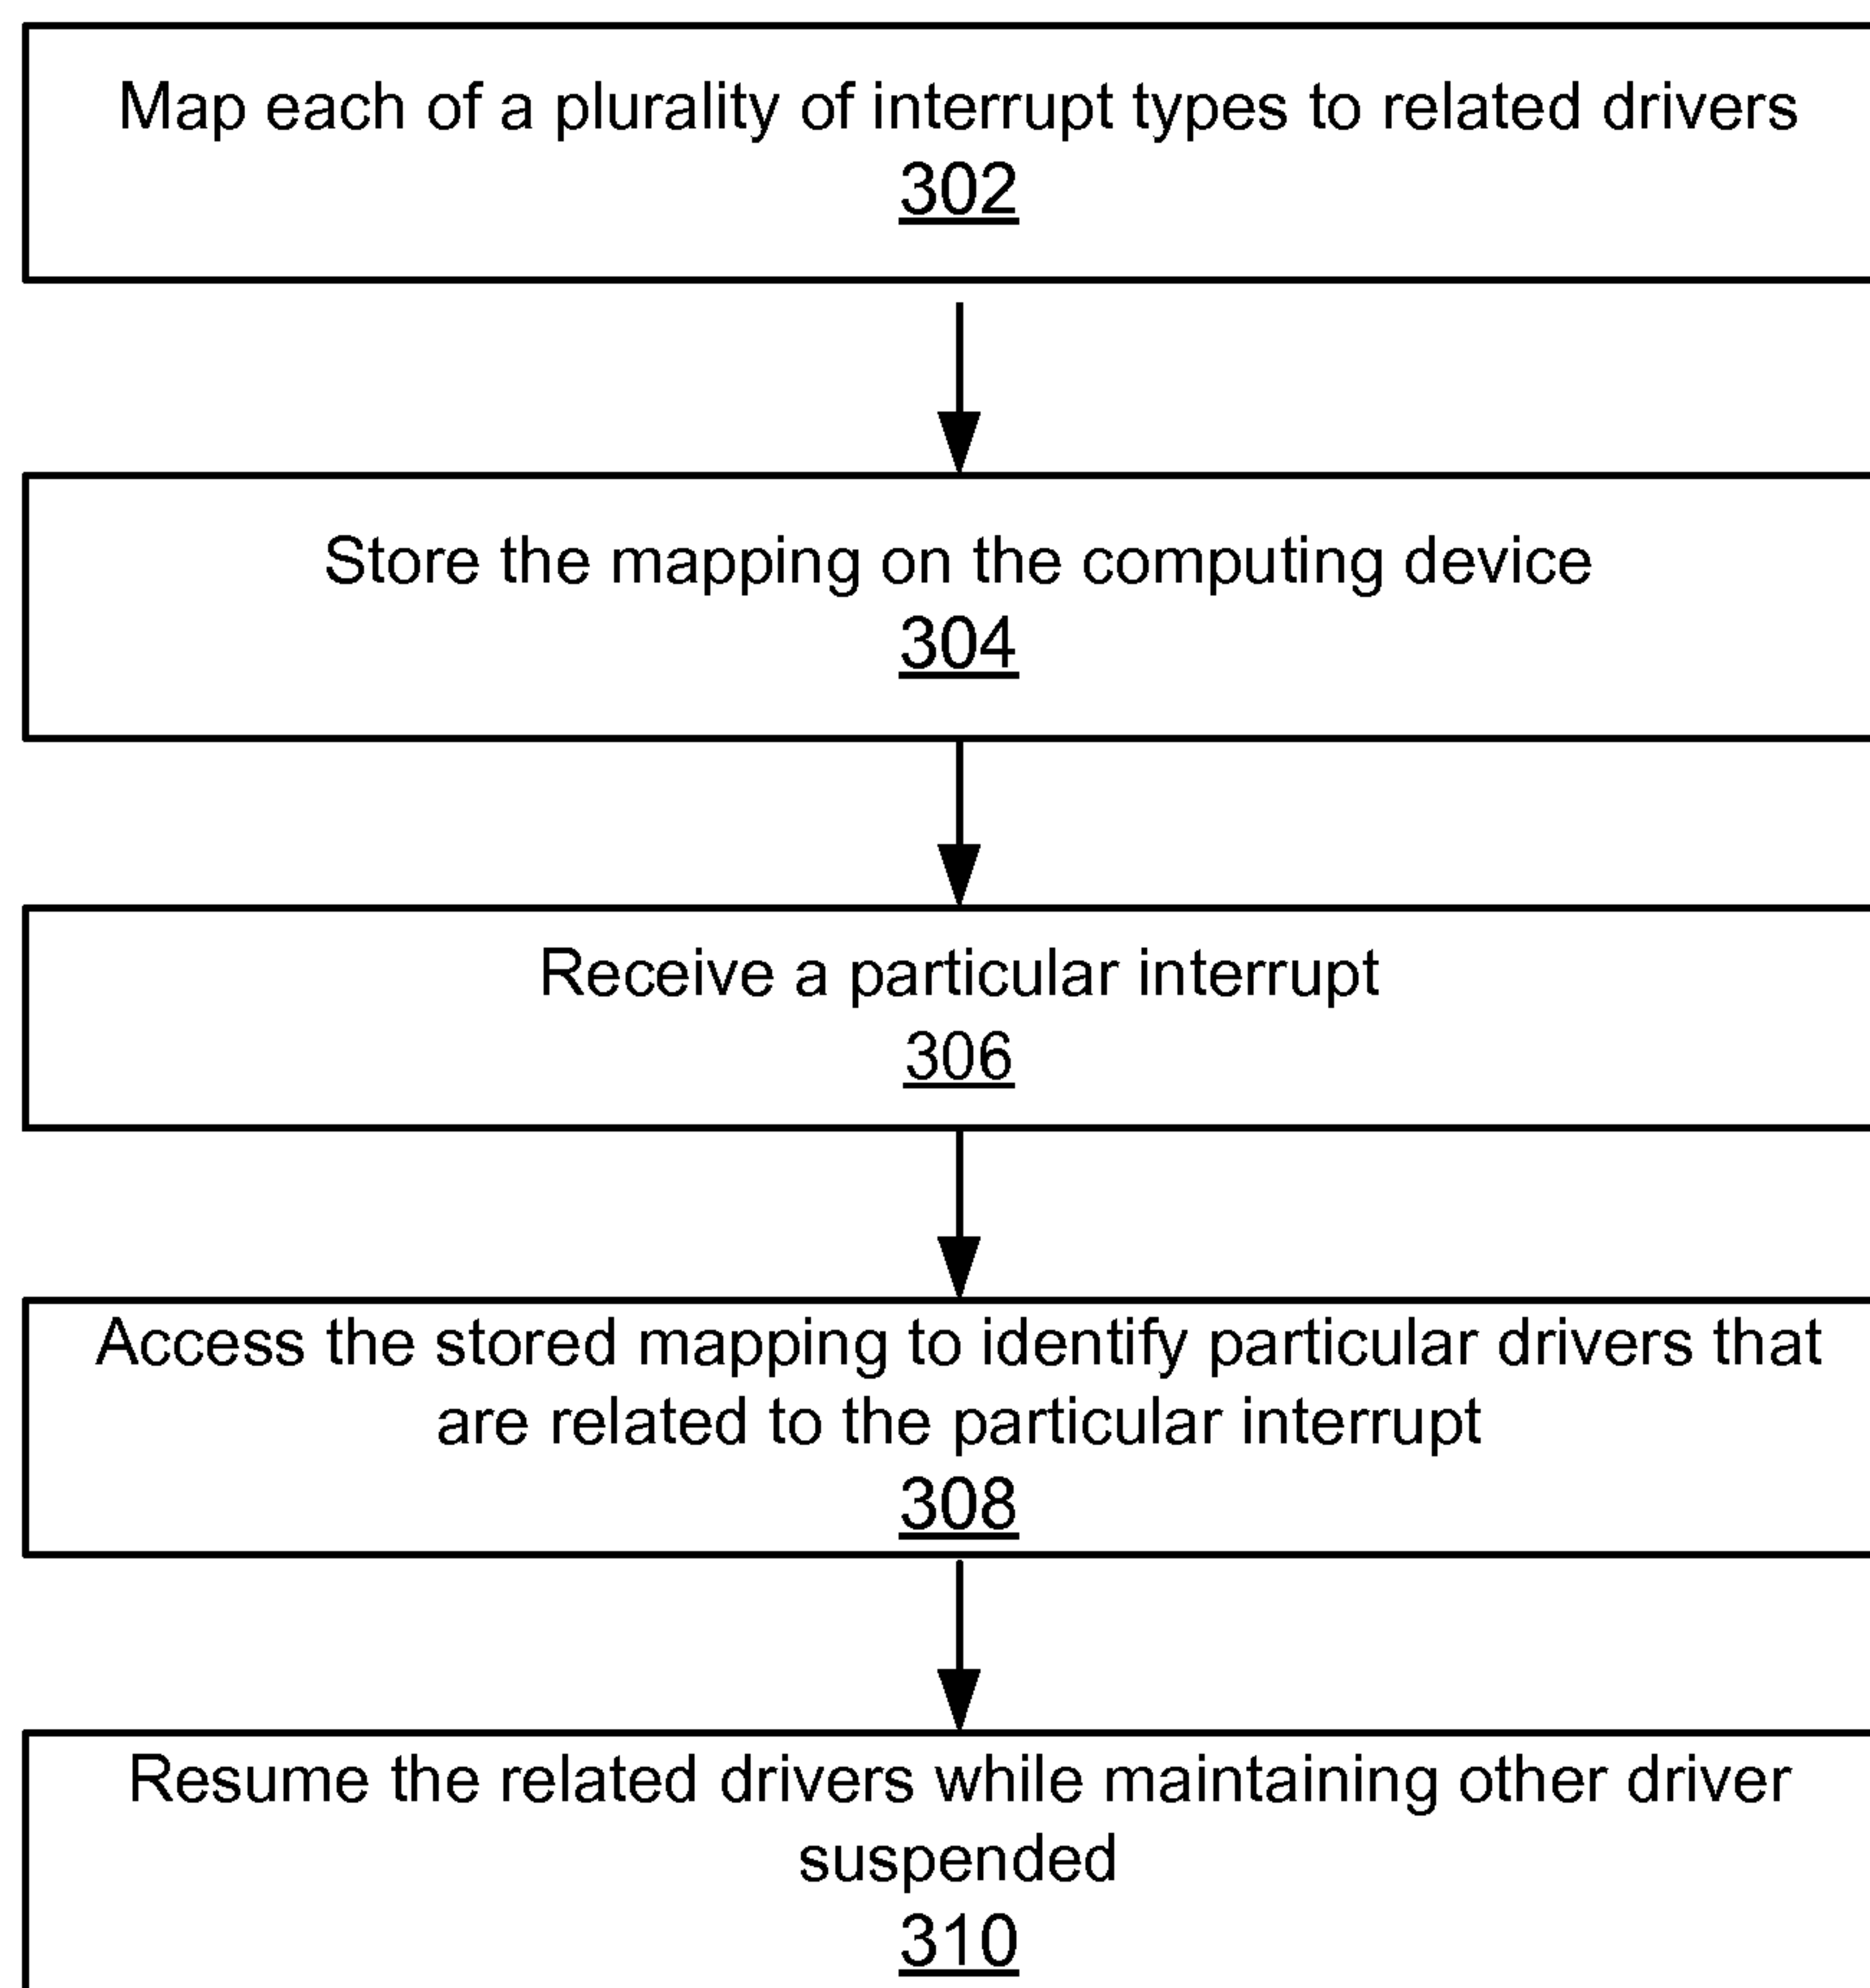 Map each of a plurality of interrupt types to related drivers
302
Store the mapping on the computing device
304
Receive a particular interrupt
306
Access the stored mapping to identify particular drivers that
are related to the particular interrupt
308
Resume the related drivers while maintaining other driver
suspended
310